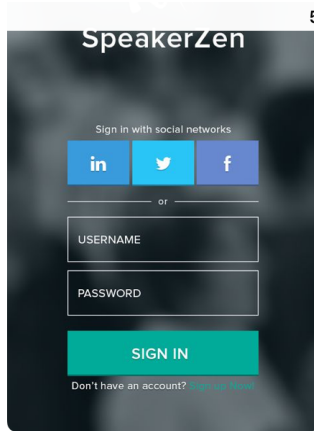 5
SpeakerZen
Sign in with social networks
in f
or
USERNAME
PASSWORD
SIGN IN
Don't have an account? Sign up Now!